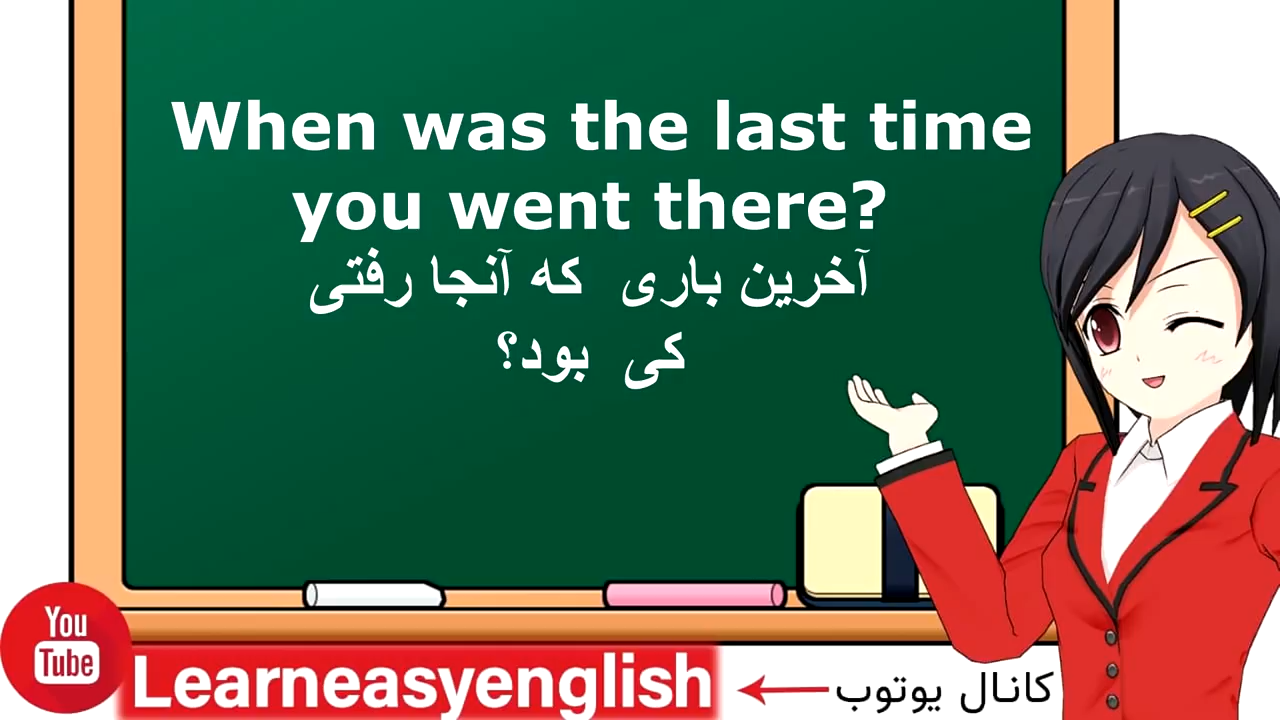 When was the last time
you went there?
آخرین باری که آنجا رفتی
کی بود؟
You
Tube
Learneasyenglish
کانال یوتوب